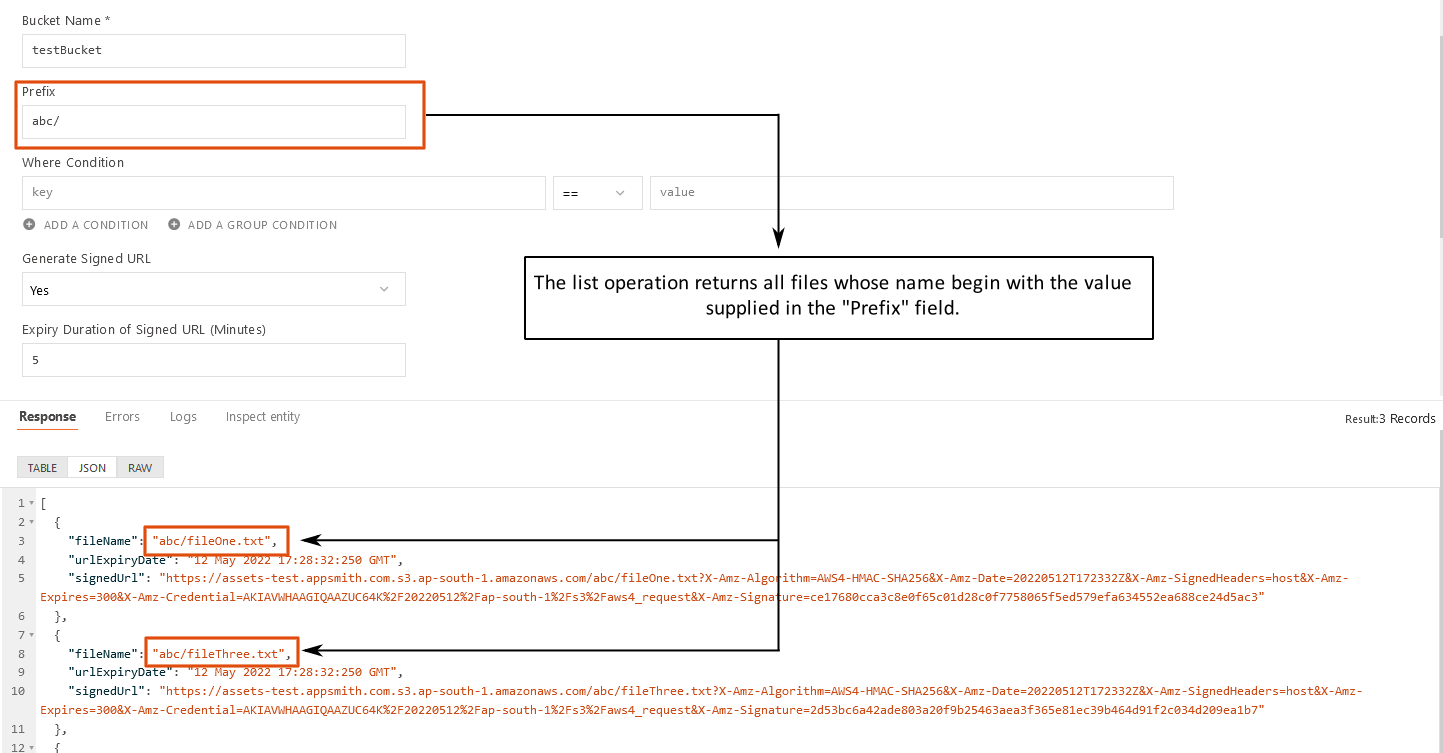 Bucket Name *
testBucket
Prefix
abc/
Where Condition
key == value
ADD A CONDITION ADD A GROUP CONDITION
Generate Signed URL
Yes
The list operation returns all files whose name begin with the value
supplied in the "Prefix" field.
Expiry Duration of Signed URL (Minutes)
5
Response Errors Logs Inspect entity Result:3 Records
TABLE JSON RAW
1 [
2 {
3 "fileName": "abc/fileOne.txt",
4 "urlExpiryDate": "12 May 2022 17:28:32:250 GMT",
5 "signedUrl": "https://assets-test.appsmith.com.s3.ap-south-1.amazonaws.com/abc/fileOne.txt?X-Amz-Algorithm=AWS4-HMAC-SHA256&X-Amz-Date=20220512T172332Z&X-Amz-SignedHeaders=host&X-Amz-
Expires=300&X-Amz-Credential=AKIAVWHAAGIQAAZUC64K%2F20220512%2Fap-south-1%2Fs3%2Faws4_request&X-Amz-Signature=ce17680cca3c8e0f65c01d28c0f7758065f5ed579efa634552ea688ce24d5ac3"
6 },
7 {
8 "fileName": "abc/fileThree.txt",
9 "urlExpiryDate": "12 May 2022 17:28:32:250 GMT",
10 "signedUrl": "https://assets-test.appsmith.com.s3.ap-south-1.amazonaws.com/abc/fileThree.txt?X-Amz-Algorithm=AWS4-HMAC-SHA256&X-Amz-Date=20220512T172332Z&X-Amz-SignedHeaders=host&X-Amz-
Expires=300&X-Amz-Credential=AKIAVWHAAGIQAAZUC64K%2F20220512%2Fap-south-1%2Fs3%2Faws4_request&X-Amz-Signature=2d53bc6a42ade803a20f9b25463aea3f365e81ec39b464d91f2c034d209ea1b7"
11 },
12 {